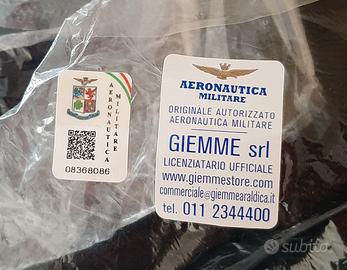 AERONAUTICA
MILITARE
08368086
AERONAUTICA
MILITARE
ORIGINALE AUTORIZZATO
AERONAUTICA MILITARE
GIEMME srl
LICENZIATARIO UFFICIALE
www.giemmestore.com
commerciale@giemmearaldica.it
tel. 011 2344400
subito